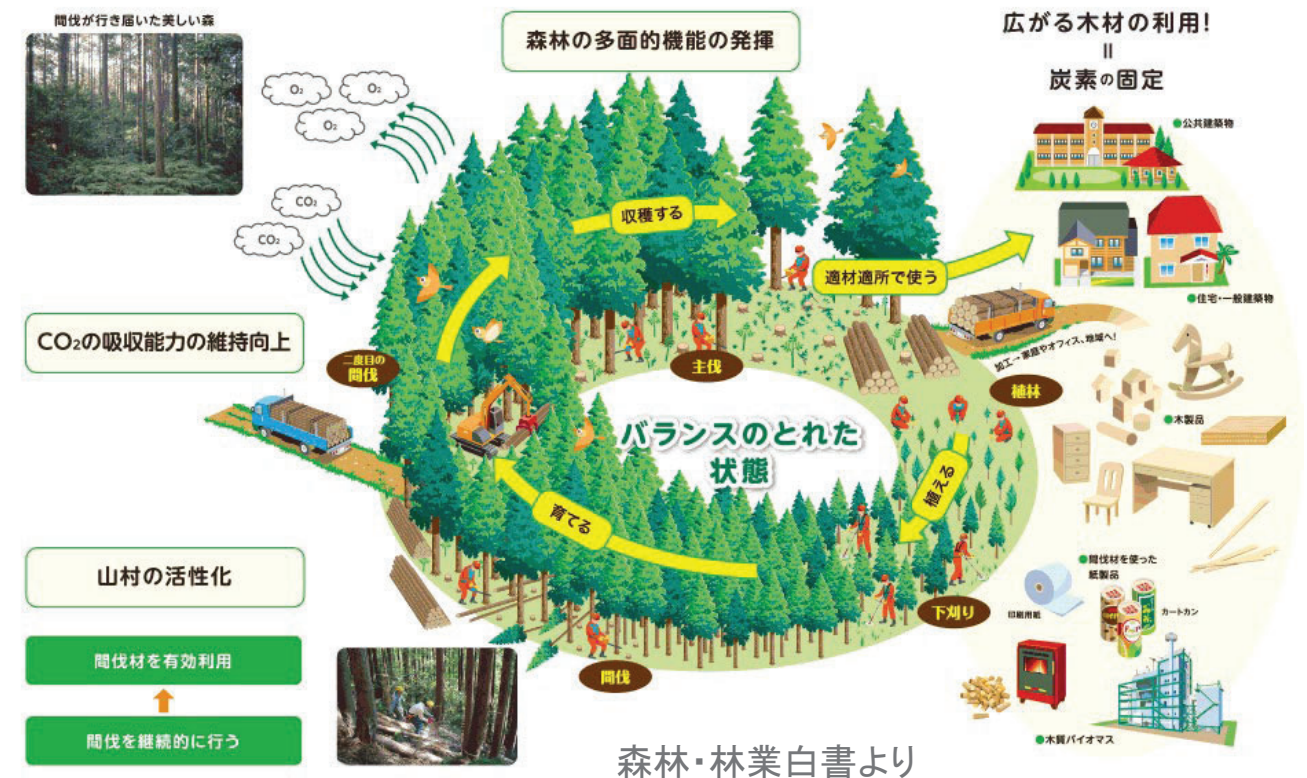 間伐が行き届いた美しい森
森林の多面的機能の発揮
広がる木材の利用!
=
炭素の固定
O₂
O₂
O₂
CO₂
CO₂
CO₂の吸収能力の維持向上
収穫する
適材適所で使う
公共建築物
住宅・一般建築物
加工→家庭やオフィス、地域へ!
二度目の
間伐
主伐
植林
木製品
バランスのとれた
状態
植える
育てる
山村の活性化
間伐材を有効利用
間伐を継続的に行う
間伐
下刈り
間伐材を使った
紙製品
印刷用紙
カートカン
木質バイオマス
森林・林業白書より